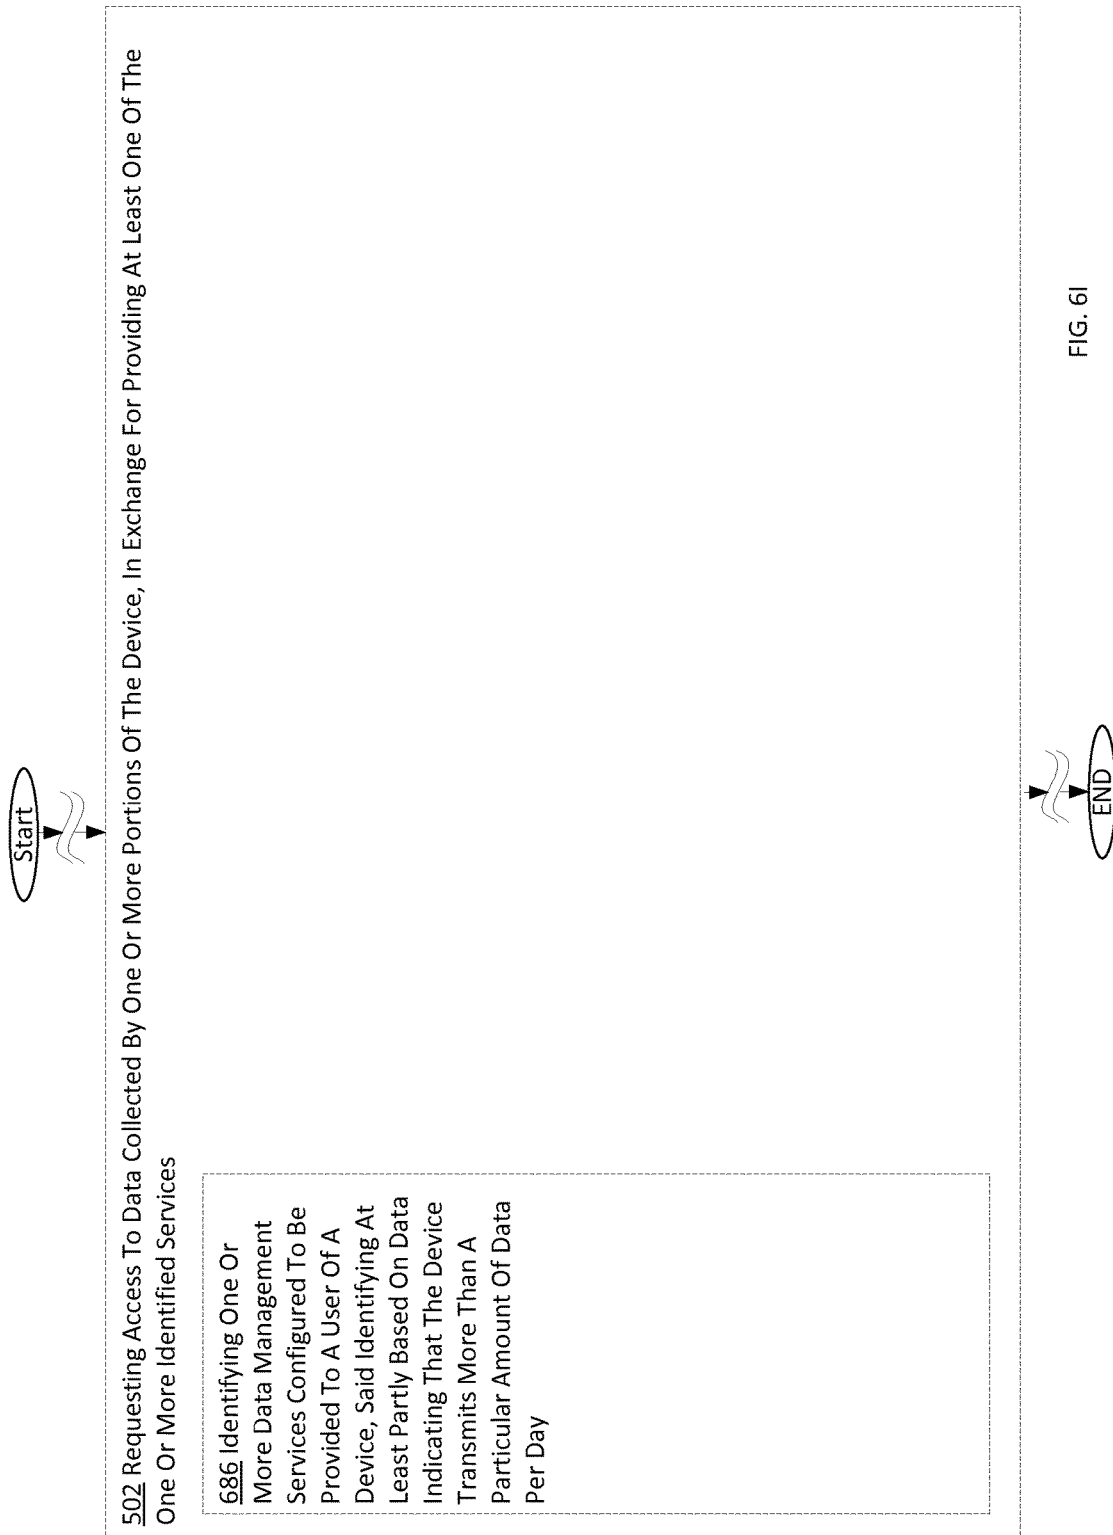 Start
502 Requesting Access To Data Collected By One Or More Portions Of The Device, In Exchange For Providing At Least One Of The
One Or More Identified Services
686 Identifying One Or
More Data Management
Services Configured To Be
Provided To A User Of A
Device, Said Identifying At
Least Partly Based On Data
Indicating That The Device
Transmits More Than A
Particular Amount Of Data
Per Day
END
FIG. 6I